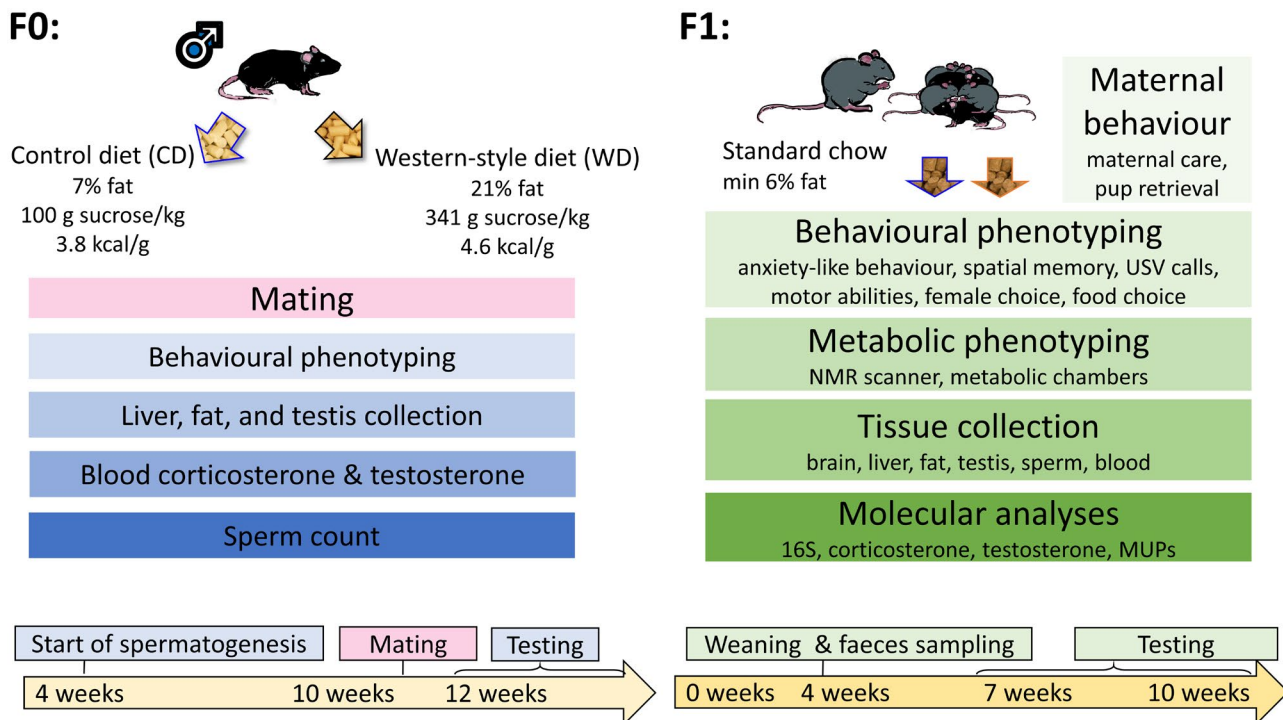 F0:
Control diet (CD)
7% fat
100 g sucrose/kg
3.8 kcal/g
Western-style diet (WD)
21% fat
341 g sucrose/kg
4.6 kcal/g
Mating
Behavioural phenotyping
Liver, fat, and testis collection
Blood corticosterone & testosterone
Sperm count
Start of spermatogenesis
Mating
Testing
4 weeks
10 weeks
12 weeks
F1:
Standard chow
min 6% fat
Maternal
behaviour
maternal care,
pup retrieval
Behavioural phenotyping
anxiety-like behaviour, spatial memory, USV calls,
motor abilities, female choice, food choice
Metabolic phenotyping
NMR scanner, metabolic chambers
Tissue collection
brain, liver, fat, testis, sperm, blood
Molecular analyses
16S, corticosterone, testosterone, MUPs
Weaning & faeces sampling
Testing
0 weeks
4 weeks
7 weeks
10 weeks